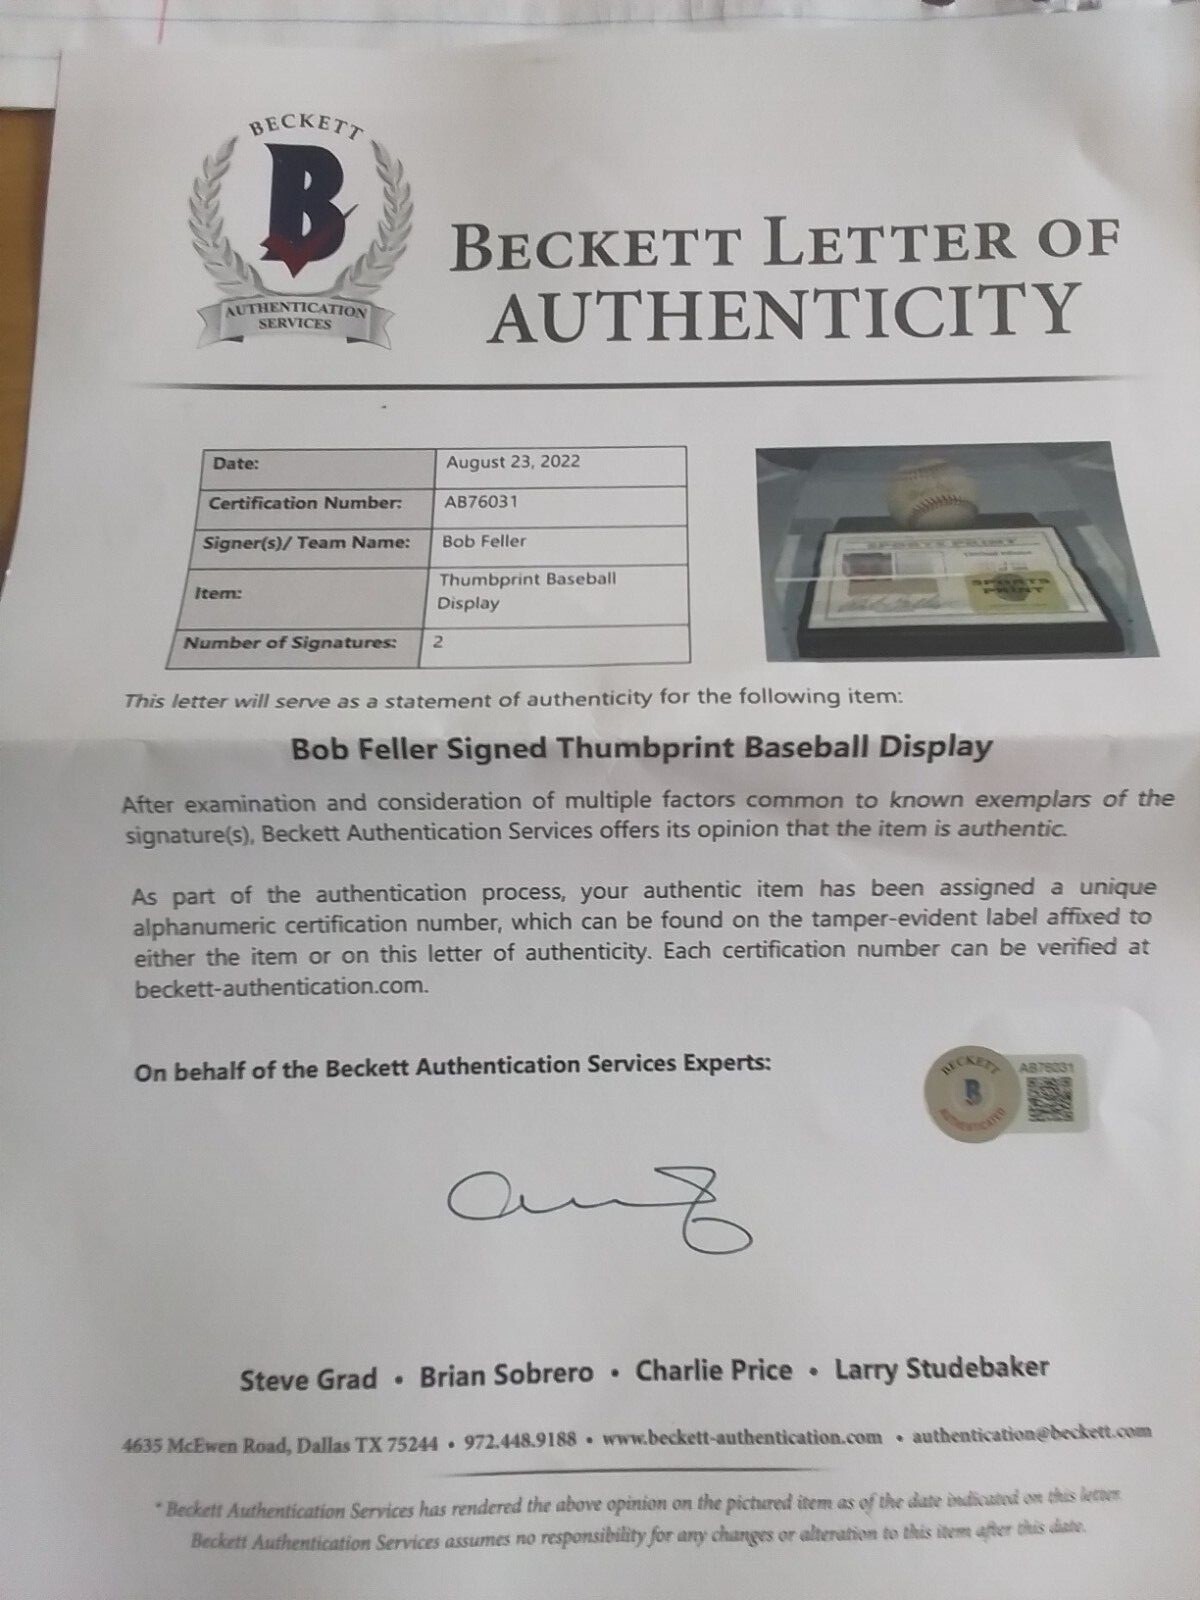 BECKETT
B
AUTHENTICATION
SERVICES
BECKETT LETTER OF
AUTHENTICITY
Date: August 23, 2022
Certification Number: AB76031
Signer(s)/ Team Name: Bob Feller
Item: Thumbprint Baseball
Display
Number of Signatures: 2
SPORTS PRINT
SPORTS
PRINT
This letter will serve as a statement of authenticity for the following item:
Bob Feller Signed Thumbprint Baseball Display
After examination and consideration of multiple factors common to known exemplars of the
signature(s), Beckett Authentication Services offers its opinion that the item is authentic.
As part of the authentication process, your authentic item has been assigned a unique
alphanumeric certification number, which can be found on the tamper-evident label affixed to
either the item or on this letter of authenticity. Each certification number can be verified at
beckett-authentication.com.
On behalf of the Beckett Authentication Services Experts:
BECKETT
B
AUTHENTICATED
AB76031
Steve Grad • Brian Sobrero • Charlie Price • Larry Studebaker
4635 McEwen Road, Dallas TX 75244 • 972.448.9188 • www.beckett-authentication.com • authentication@beckett.com
* Beckett Authentication Services has rendered the above opinion on the pictured item as of the date indicated on this letter.
Beckett Authentication Services assumes no responsibility for any changes or alteration to this item after this date.